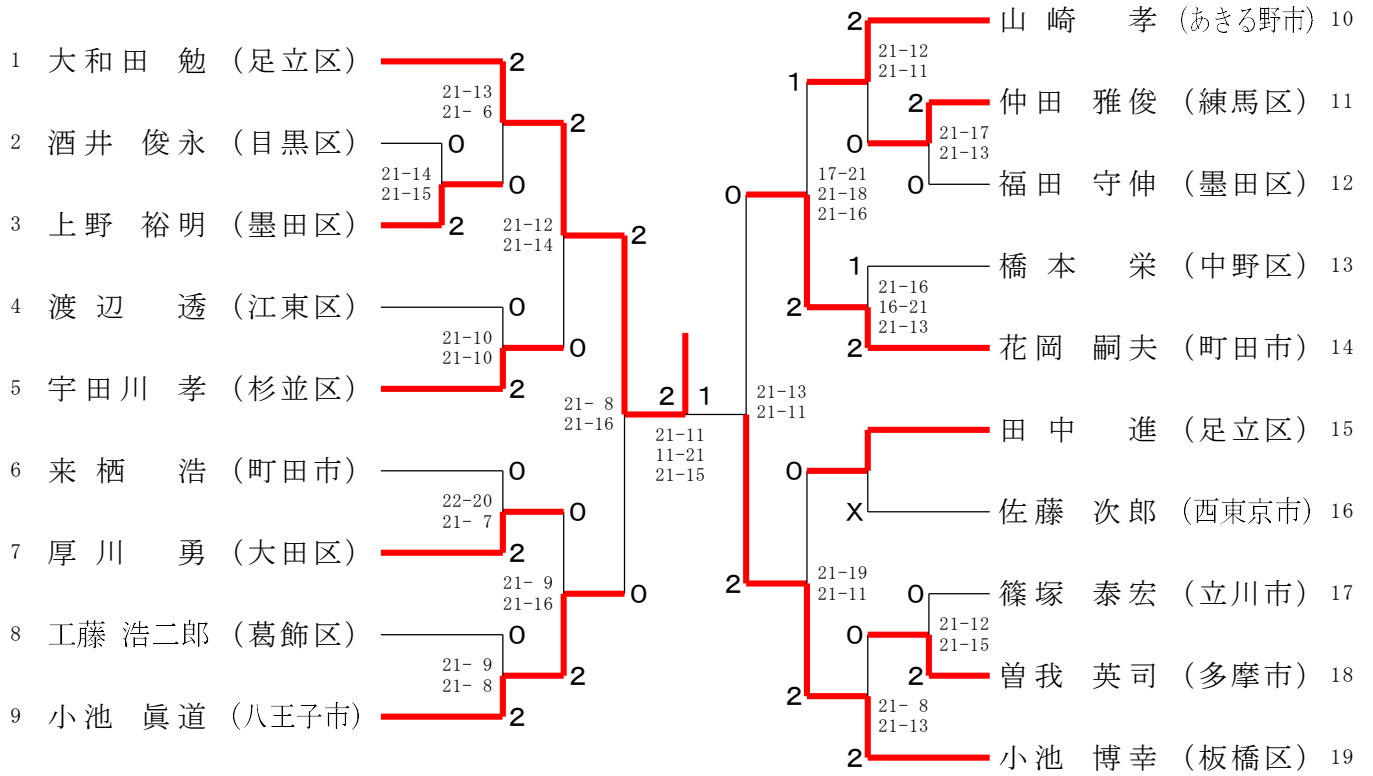 1 大和田 勉 (足立区) 2
21-13
21- 6
2 酒井 俊永 (目黒区) 0
2
21-14
21-15
0
3 上野 裕明 (墨田区) 2
21-12
21-14
2
4 渡辺 透 (江東区) 0
21-10
21-10
0
5 宇田川 孝 (杉並区) 2
21- 8
21-16
6 来栖 浩 (町田市) 0
22-20
21- 7
0
7 厚川 勇 (大田区) 2
21- 9
21-16
0
8 工藤 浩二郎 (葛飾区) 0
21- 9
21- 8
2
9 小池 眞道 (八王子市) 2
2 1
21-11
11-21
21-15
2 山崎 孝 (あきる野市) 10
21-12
21-11
1
2 仲田 雅俊 (練馬区) 11
21-17
21-13
0
0 福田 守伸 (墨田区) 12
17-21
21-18
21-16
0
1 橋本 栄 (中野区) 13
21-16
16-21
21-13
2
2 花岡 嗣夫 (町田市) 14
21-13
21-11
田中 進 (足立区) 15
0
X 佐藤 次郎 (西東京市) 16
21-19
21-11
2
0 篠塚 泰宏 (立川市) 17
21-12
21-15
0
2 曽我 英司 (多摩市) 18
2
21- 8
21-13
2 小池 博幸 (板橋区) 19